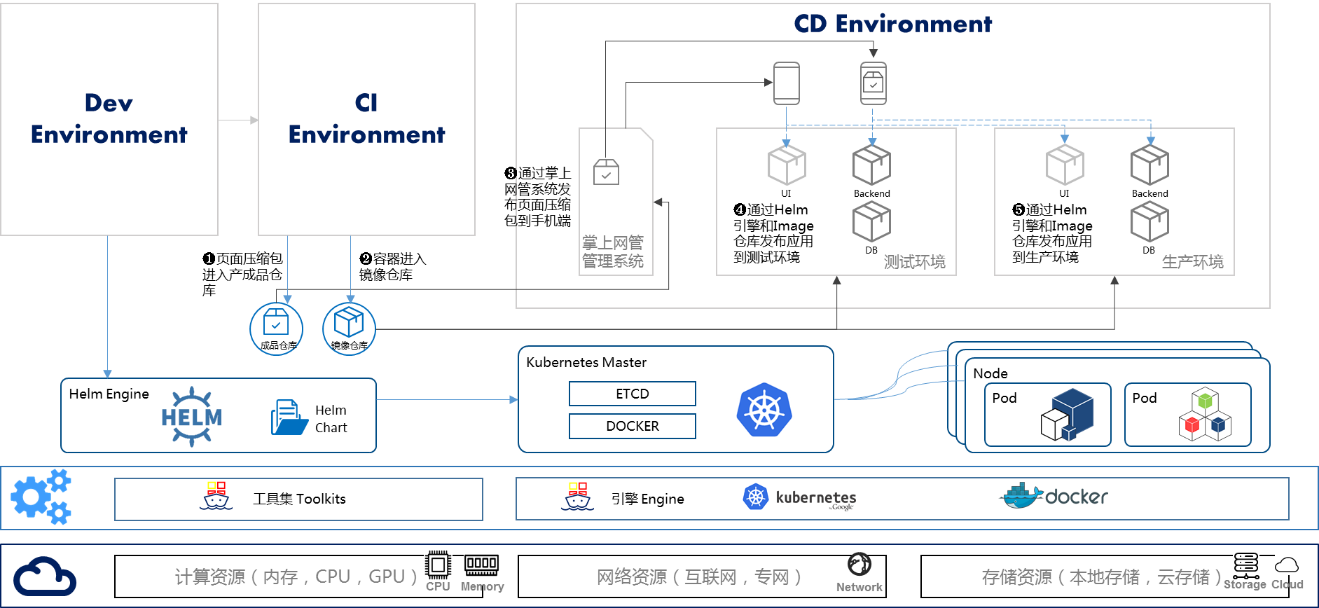 CD Environment
Dev
Environment
CI
Environment
❸通过掌上
网管系统发
布页面压缩
包到手机端
掌上网管
管理系统
UI
Backend
❹通过Helm
引擎和Image
仓库发布应用
到测试环境
DB
测试环境
UI
Backend
❺通过Helm
引擎和Image
仓库发布应用
到生产环境
DB
生产环境
❶页面压缩包
进入产成品仓
库
❷容器进入
镜像仓库
成品仓库
镜像仓库
Helm Engine
HELM
Helm
Chart
Kubernetes Master
ETCD
DOCKER
Node
Pod
Pod
工具集 Toolkits
引擎 Engine
kubernetes
by Google
docker
计算资源（内存，CPU，GPU）
CPU
Memory
网络资源（互联网，专网）
Network
存储资源（本地存储，云存储）
Storage
Cloud